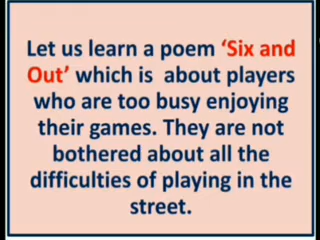 Let us learn a poem ‘Six and
Out’ which is about players
who are too busy enjoying
their games. They are not
bothered about all the
difficulties of playing in the
street.